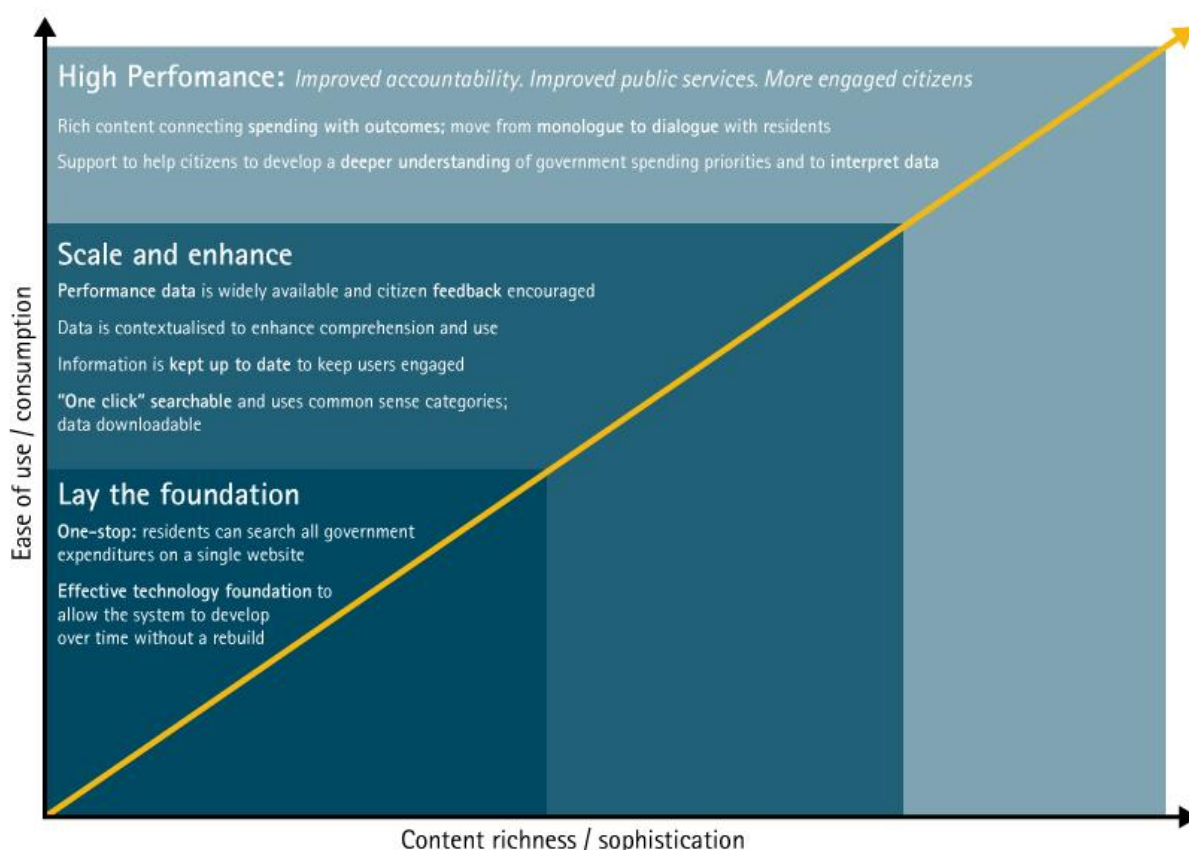 High Perfomance: Improved accountability. Improved public services. More engaged citizens
Rich content connecting spending with outcomes; move from monologue to dialogue with residents
Support to help citizens to develop a deeper understanding of government spending priorities and to interpret data
Scale and enhance
Performance data is widely available and citizen feedback encouraged
Data is contextualised to enhance comprehension and use
Information is kept up to date to keep users engaged
“One click” searchable and uses common sense categories;
data downloadable
Lay the foundation
One-stop: residents can search all government
expenditures on a single website
Effective technology foundation to
allow the system to develop
over time without a rebuild
Ease of use / consumption
Content richness / sophistication